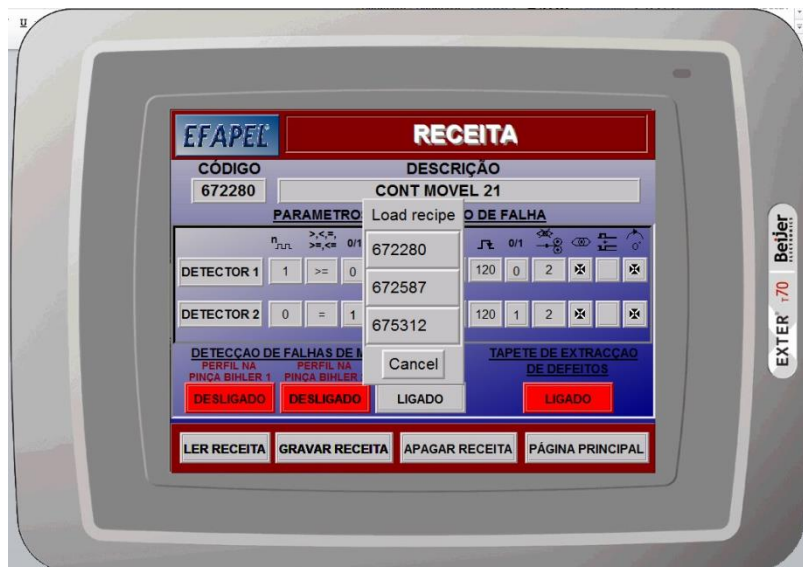 U
EFAPEL
RECEITA
CÓDIGO
DESCRIÇÃO
672280
CONT MOVEL 21
PARAMETRO
O DE FALHA
Load recipe
672280
672587
675312
Cancel
n
>,<,=,
>=,<=
0/1
0/1
DETECTOR 1
1
>=
0
120
0
2
DETECTOR 2
0
=
1
120
1
2
DETECÇAO DE FALHAS DE M
TAPETE DE EXTRACÇAO
DE DEFEITOS
PERFIL NA
PINÇA BIHLER 1
PERFIL NA
PINÇA BIHLER
DESLIGADO
DESLIGADO
LIGADO
LIGADO
LER RECEITA
GRAVAR RECEITA
APAGAR RECEITA
PÁGINA PRINCIPAL
EXTER T70 Beijer
ELECTRONICS